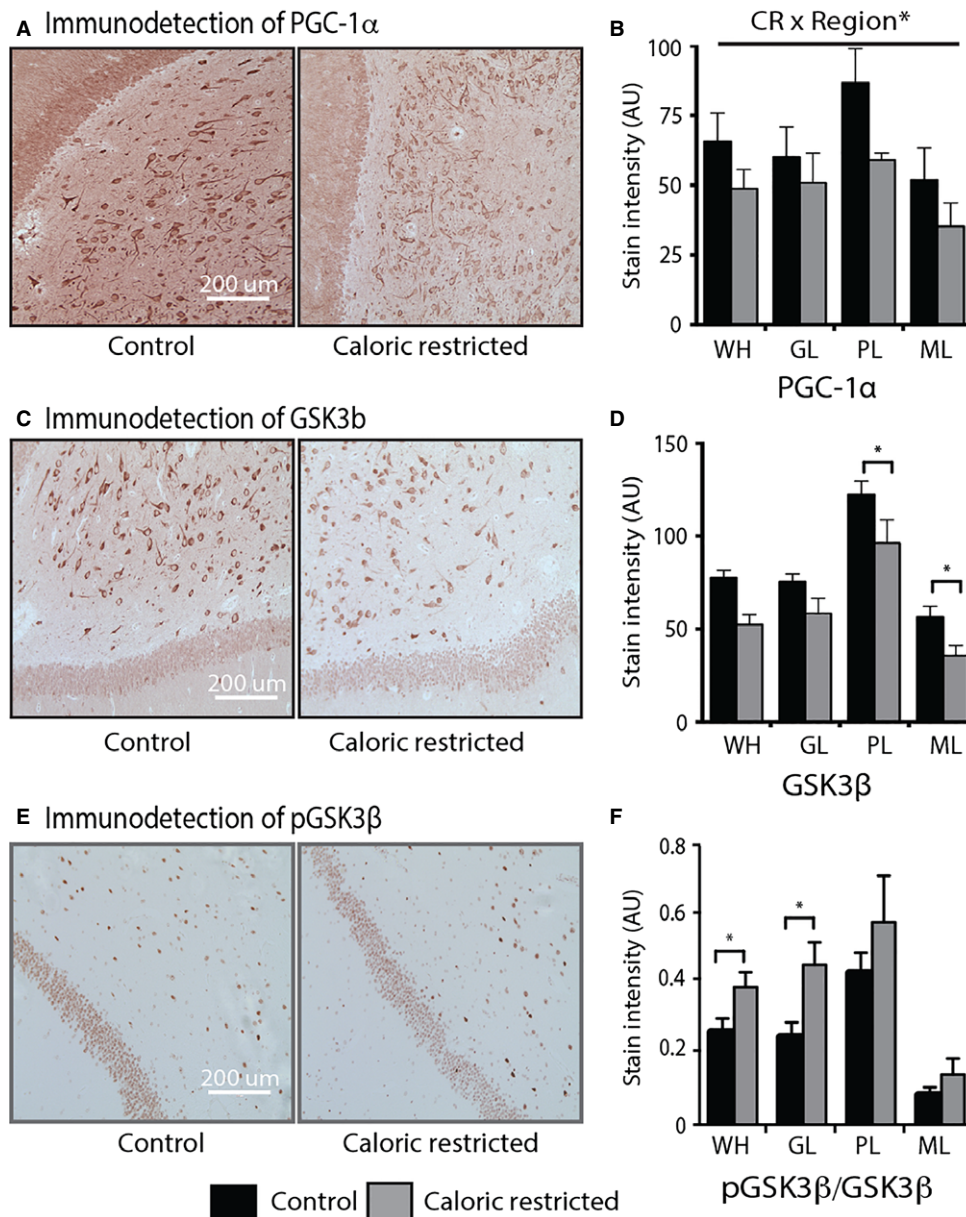 A Immunodetection of PGC-1α
200 um
Control
Caloric restricted
B
CR x Region*
Stain intensity (AU)
100
75
50
25
0
WH GL PL ML
PGC-1α
C Immunodetection of GSK3b
200 um
Control
Caloric restricted
D
Stain intensity (AU)
150
100
50
0
* *
WH GL PL ML
GSK3β
E Immunodetection of pGSK3β
200 um
Control
Caloric restricted
F
Stain intensity (AU)
0.8
0.6
0.4
0.2
0
* *
WH GL PL ML
pGSK3β/GSK3β
Control Caloric restricted